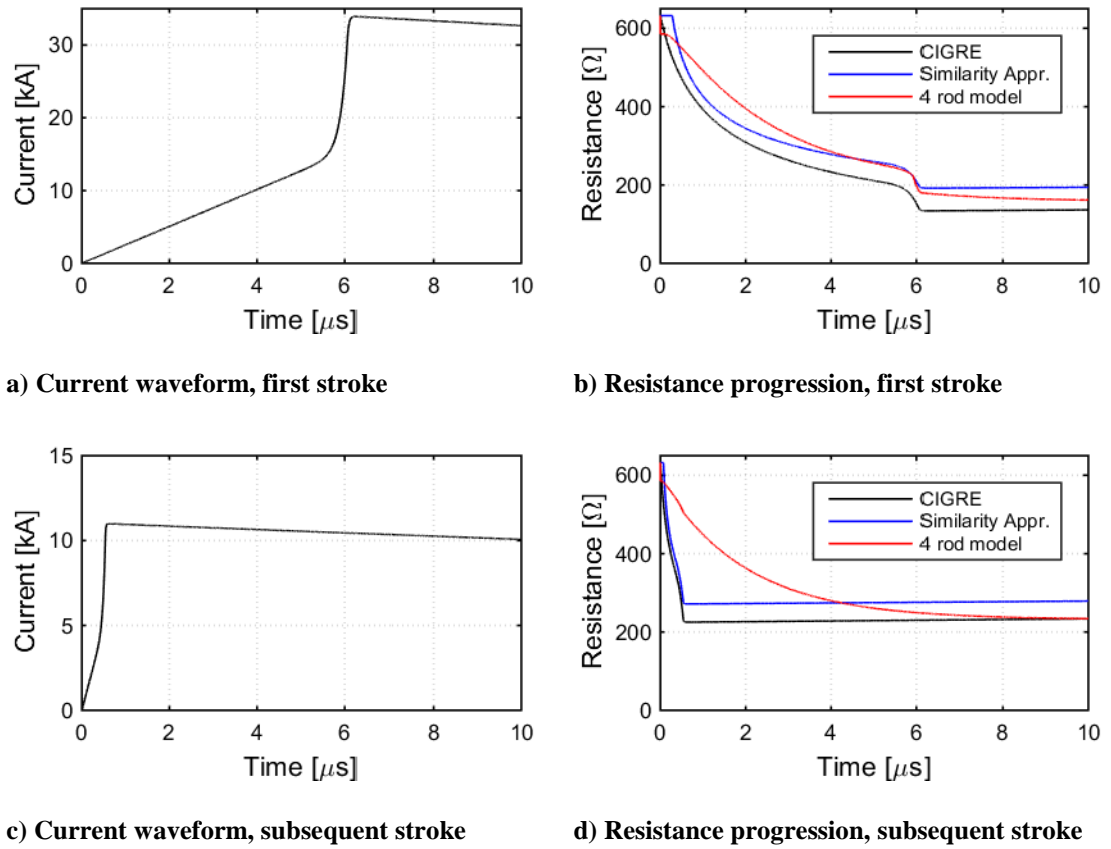 30
20
10
0
0 2 4 6 8 10
Current [kA]
Time [μs]
600
400
200
0
0 2 4 6 8 10
Resistance [Ω]
Time [μs]
CIGRE
Similarity Appr.
4 rod model
a) Current waveform, first stroke
b) Resistance progression, first stroke
15
10
5
0
0 2 4 6 8 10
Current [kA]
Time [μs]
600
400
200
0
0 2 4 6 8 10
Resistance [Ω]
Time [μs]
CIGRE
Similarity Appr.
4 rod model
c) Current waveform, subsequent stroke
d) Resistance progression, subsequent stroke